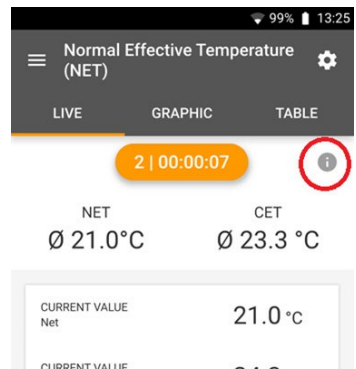 99% 13:25
Normal Effective Temperature
(NET)
LIVE GRAPHIC TABLE
2 | 00:00:07
NET CET
Ø 21.0°C Ø 23.3 °C
CURRENT VALUE
Net
21.0 °C
CURRENT VALUE